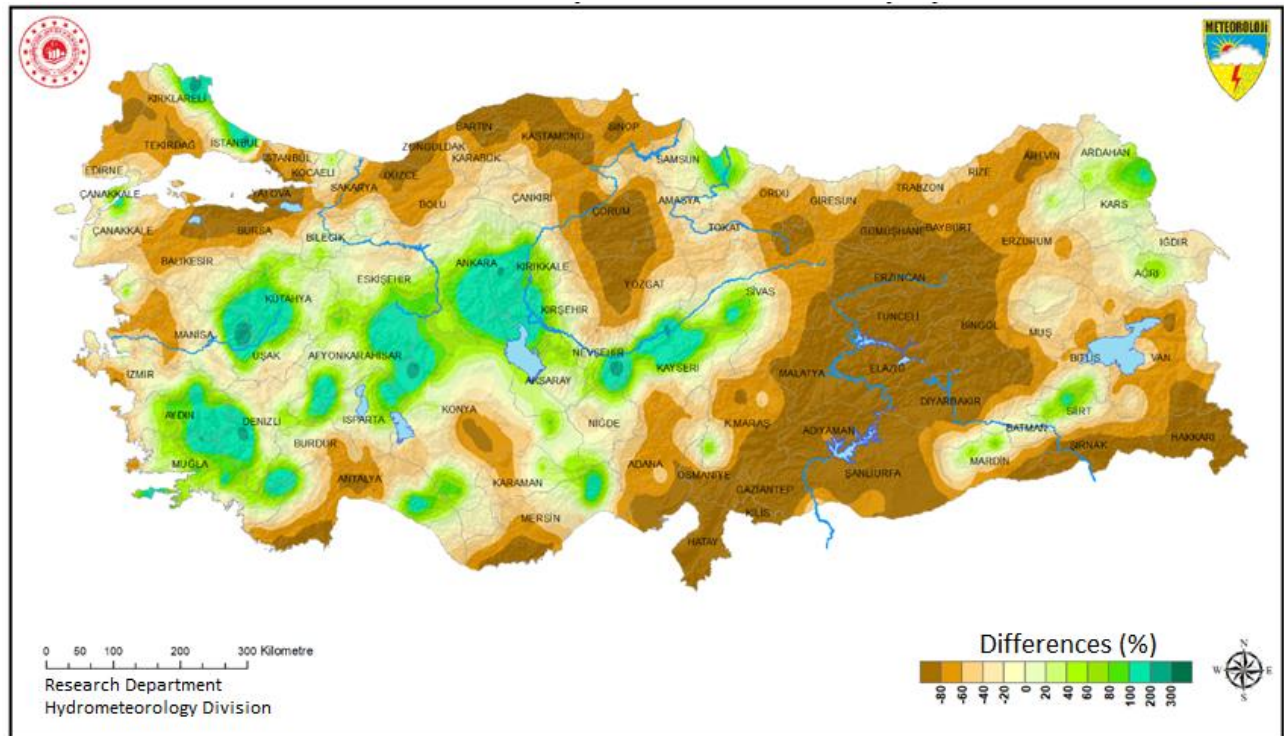 METEOROLOJİ
KIRKLARELİ
TEKİRDAĞ
İSTANBUL
EDİRNE
İSTANBUL
KOCAELİ
ÇANAKKALE
YALOVA
SAKARYA
ÇANAKKALE
BURSA
BİLECİK
BALIKESİR
ZONGULDAK
BARTIN
KASTAMONU
SİNOP
KARABÜK
DÜZCE
BOLU
ÇANKIRI
SAMSUN
ÇORUM
AMASYA
TOKAT
ORDU
GİRESUN
TRABZON
RİZE
ARTVİN
ARDAHAN
KARS
GÜMÜŞHANE
BAYBURT
ERZURUM
IĞDIR
AĞRI
ESKİŞEHİR
ANKARA
KIRIKKALE
YOZGAT
SİVAS
ERZİNCAN
KÜTAHYA
KIRŞEHİR
TUNCELİ
BİNGÖL
MUŞ
MANİSA
UŞAK
AFYONKARAHİSAR
NEVŞEHİR
KAYSERİ
MALATYA
ELAZIĞ
BİTLİS
VAN
İZMİR
AKSARAY
DİYARBAKIR
SİİRT
AYDIN
DENİZLİ
ISPARTA
KONYA
NİĞDE
K.MARAŞ
ADIYAMAN
BATMAN
ŞIRNAK
HAKKARİ
BURDUR
MUĞLA
ANTALYA
KARAMAN
ADANA
OSMANİYE
GAZİANTEP
ŞANLIURFA
MARDİN
MERSİN
KİLİS
HATAY
0 50 100 200 300 Kilometre
Research Department
Hydrometeorology Division
Differences (%)
-80 -60 -40 -20 0 20 40 60 80 100 200 300
N
W E
S